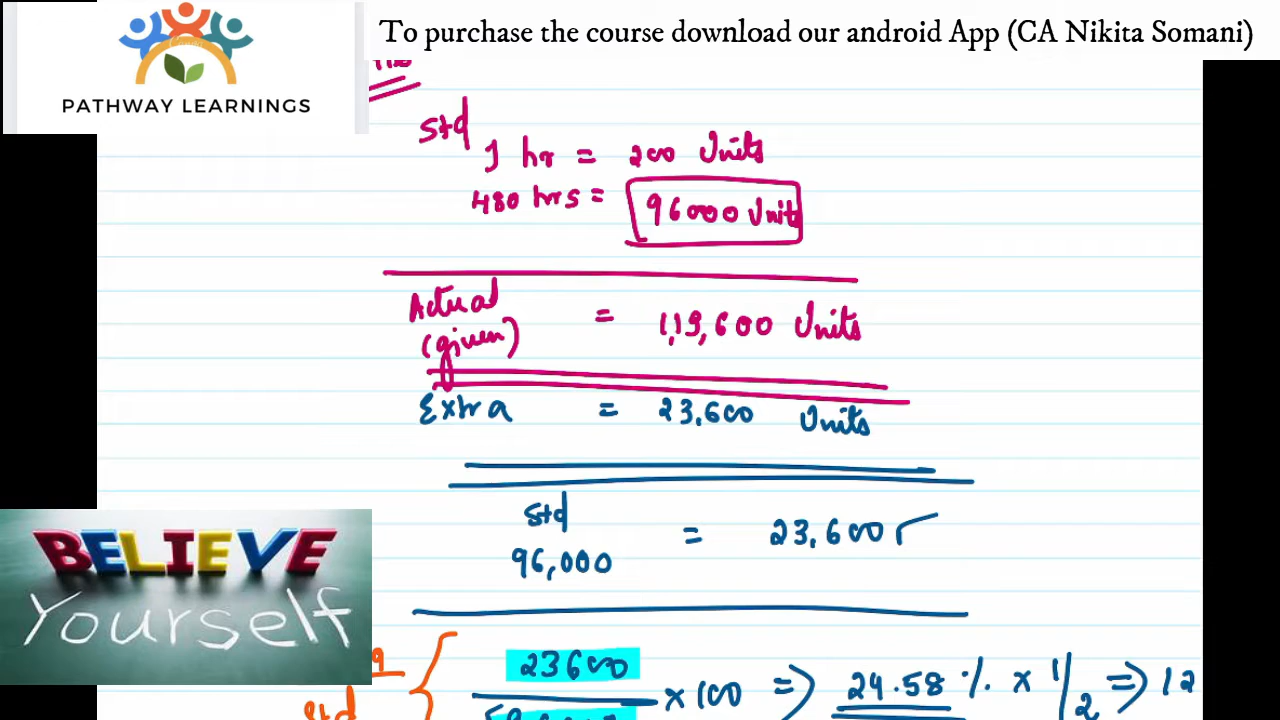 To purchase the course download our android App (CA Nikita Somani)
PATHWAY LEARNINGS
Std
1 hr = 200 Units
480 hrs = 96000 Units
Actual = 1,19,600 Units
(given)
Extra = 23,600 Units
Std = 23,600
96,000
BELIEVE
Yourself
23600
x 100 => 24.58 % x 1/2 => 12
std